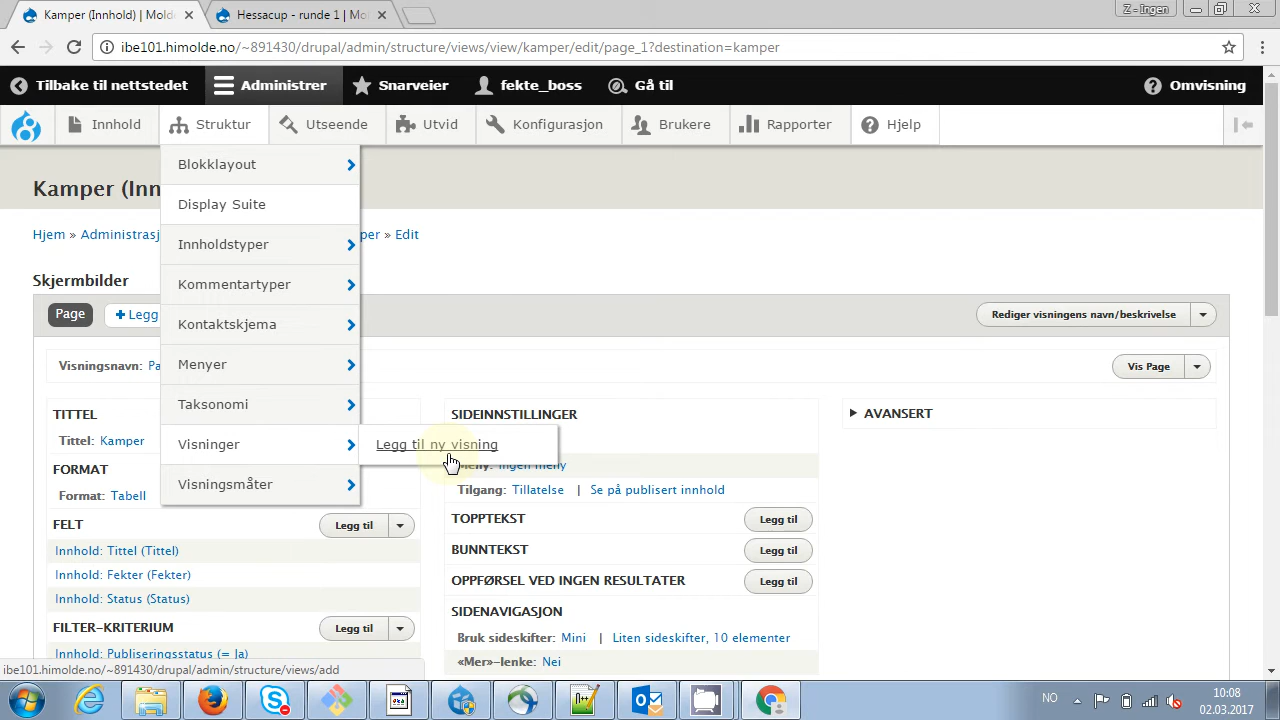 Kamper (Innhold) | Mold
Hessacup - runde 1 | Mo
Z - Ingen
ibe101.himolde.no/~891430/drupal/admin/structure/views/view/kamper/edit/page_1?destination=kamper
Tilbake til nettstedet
Administrer
Snarveier
fekte_boss
Gå til
Omvisning
Innhold
Struktur
Utseende
Utvid
Konfigurasjon
Brukere
Rapporter
Hjelp
Blokklayout
Display Suite
Innholdstyper
Kommentartyper
Kontaktskjema
Menyer
Taksonomi
Visninger
Visningsmåter
Legg til ny visning
Kamper (Inn
Hjem » Administrasj
per » Edit
Skjermbilder
Page
Legg
Rediger visningens navn/beskrivelse
Visningsnavn: Pa
Vis Page
TITTEL
Tittel: Kamper
FORMAT
Format: Tabell
FELT
Legg til
Innhold: Tittel (Tittel)
Innhold: Fekter (Fekter)
Innhold: Status (Status)
FILTER-KRITERIUM
Legg til
Innhold: Publiseringsstatus (= Ja)
SIDEINNSTILLINGER
Meny: Ingen meny
Tilgang: Tillatelse | Se på publisert innhold
TOPPTEKST
Legg til
BUNNTEKST
Legg til
OPPFØRSEL VED INGEN RESULTATER
Legg til
SIDENAVIGASJON
Bruk sideskifter: Mini | Liten sideskifter, 10 elementer
«Mer»-lenke: Nei
AVANSERT
ibe101.himolde.no/~891430/drupal/admin/structure/views/add
NO
10:08
02.03.2017